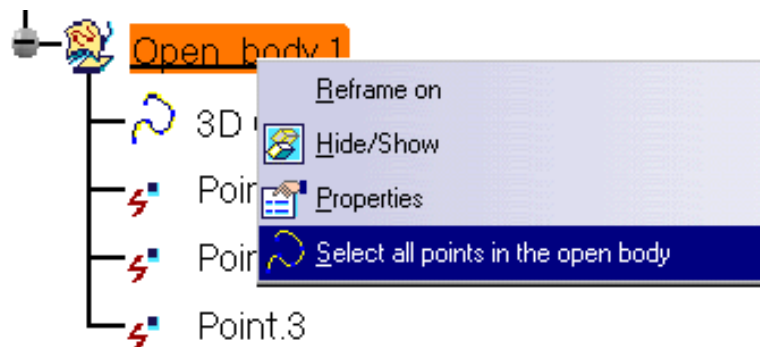 Open_body.1
Reframe on
3D
Hide/Show
Poin
Properties
Poin
Select all points in the open body
Point.3